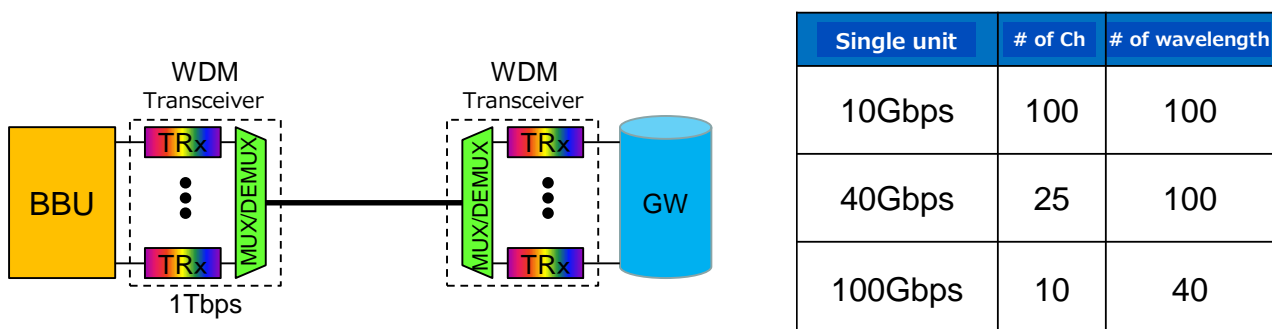 WDM
Transceiver
WDM
Transceiver
BBU
TRx
TRx
MUX/DEMUX
1Tbps
MUX/DEMUX
TRx
TRx
GW
Single unit # of Ch # of wavelength
10Gbps 100 100
40Gbps 25 100
100Gbps 10 40